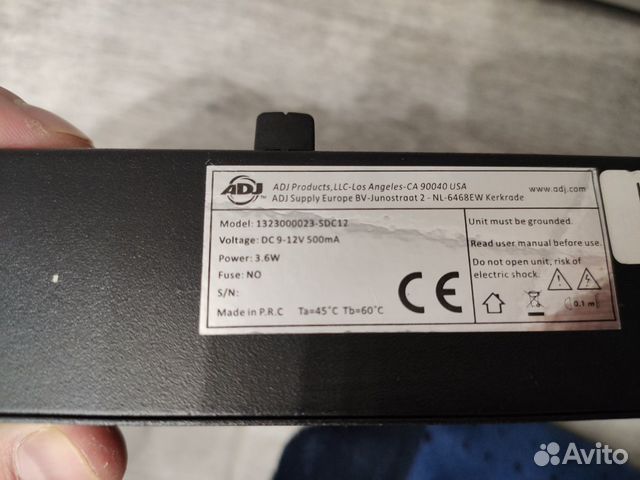 ADJ
ADJ Products,LLC-Los Angeles-CA 90040 USA
ADJ Supply Europe BV-Junostraat 2 - NL-6468EW Kerkrade
www.adj.com
Model: 1323000023-SDC12
Voltage: DC 9-12V 500mA
Power: 3.6W
Fuse: NO
S/N:
Made in P.R.C Ta=45°C Tb=60°C
CE
Unit must be grounded.
Read user manual before use.
Do not open unit, risk of
electric shock.
0.1 m
Avito